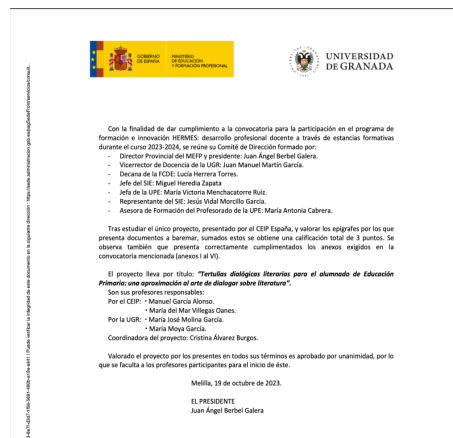 GOBIERNO
DE ESPAÑA
MINISTERIO
DE EDUCACIÓN
Y FORMACIÓN PROFESIONAL
UNIVERSIDAD
DE GRANADA
Con la finalidad de dar cumplimiento a la convocatoria para la participación en el programa de
formación e innovación HERMES: desarrollo profesional docente a través de estancias formativas
durante el curso 2023-2024, se reúne su Comité de Dirección formado por:
- Director Provincial del MEFP y presidente: Juan Ángel Berbel Galera.
- Vicerrector de Docencia de la UGR: Juan Manuel Martín García.
- Decana de la FCDE: Lucía Herrera Torres.
- Jefe del SIE: Miguel Heredia Zapata
- Jefa de la UPE: María Victoria Menchacatorre Ruiz.
- Representante del SIE: Jesús Vidal Morcillo García.
- Asesora de Formación del Profesorado de la UPE: María Antonia Cabrera.
Tras estudiar el único proyecto, presentado por el CEIP España, y valorar los epígrafes por los que
presenta documentos a baremar, sumados estos se obtiene una calificación total de 3 puntos. Se
observa también que presenta correctamente cumplimentados los anexos exigidos en la
convocatoria mencionada (anexos I al VI).
El proyecto lleva por título: "Tertulias dialógicas literarias para el alumnado de Educación
Primaria: una aproximación al arte de dialogar sobre literatura".
Son sus profesores responsables:
Por el CEIP: • Manuel García Alonso.
• María del Mar Villegas Oanes.
Por la UGR: • María José Molina García.
• María Moya García.
Coordinadora del proyecto: Cristina Álvarez Burgos.
Valorado el proyecto por los presentes en todos sus términos es aprobado por unanimidad, por lo
que se faculta a los profesores participantes para el inicio de éste.
Melilla, 19 de octubre de 2023.
EL PRESIDENTE
Juan Ángel Berbel Galera
Puede verificar la integridad de este documento en la siguiente dirección :